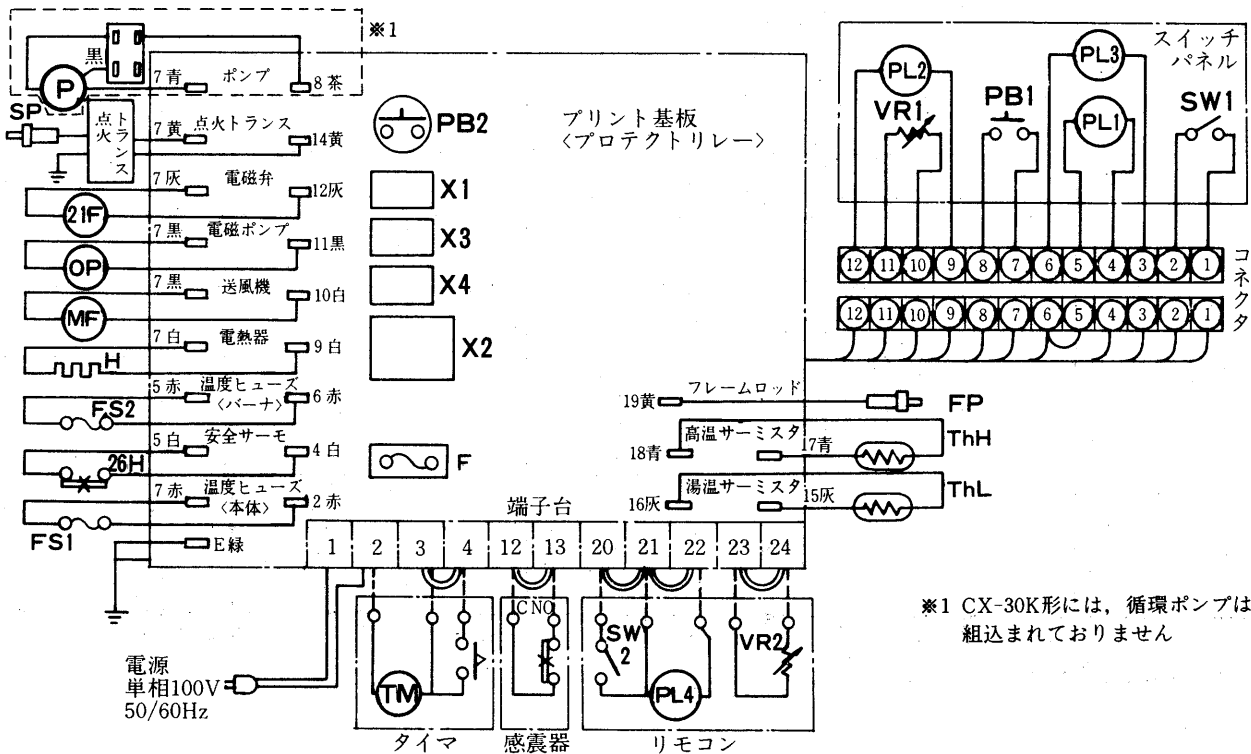 ※1
黒
P
7青 ポンプ 8茶
SP
点火トランス
7黄 点火トランス 14黄
7灰 電磁弁 12灰
21F
7黒 電磁ポンプ 11黒
OP
7黒 送風機 10白
MF
7白 電熱器 9白
H
5赤 温度ヒューズ 6赤
〈バーナ〉
FS2
5白 安全サーモ 4白
26H
7赤 温度ヒューズ 2赤
〈本体〉
FS1
E緑
PB2
X1
X3
X4
X2
F
プリント基板
〈プロテクトリレー〉
スイッチ
パネル
PL2
VR1
PB1
PL3
PL1
SW1
12 11 10 9 8 7 6 5 4 3 2 1
12 11 10 9 8 7 6 5 4 3 2 1
コネクタ
19黄 フレームロッド
FP
高温サーミスタ
18青 17青
ThH
湯温サーミスタ
16灰 15灰
ThL
端子台
1 2 3 4 12 13 20 21 22 23 24
C NO
TM
SW
2
PL4
VR2
タイマ
感震器
リモコン
電源
単相100V
50/60Hz
※1 CX-30K形には,循環ポンプは
組込まれておりません